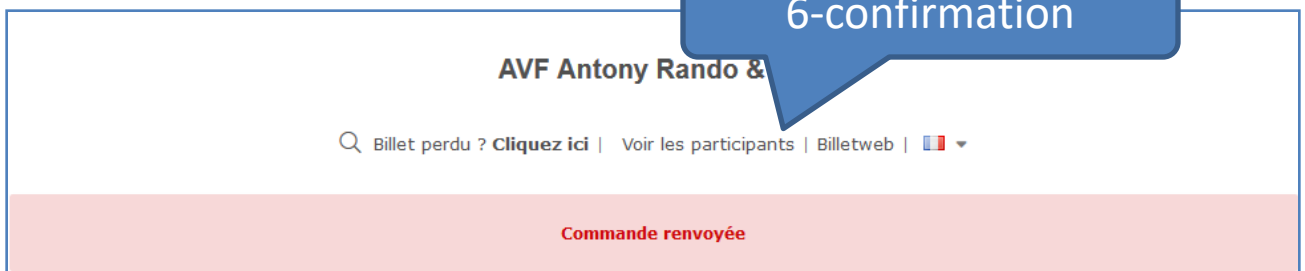 6-confirmation
AVF Antony Rando &
Billet perdu ? Cliquez ici | Voir les participants | Billetweb |
Commande renvoyée